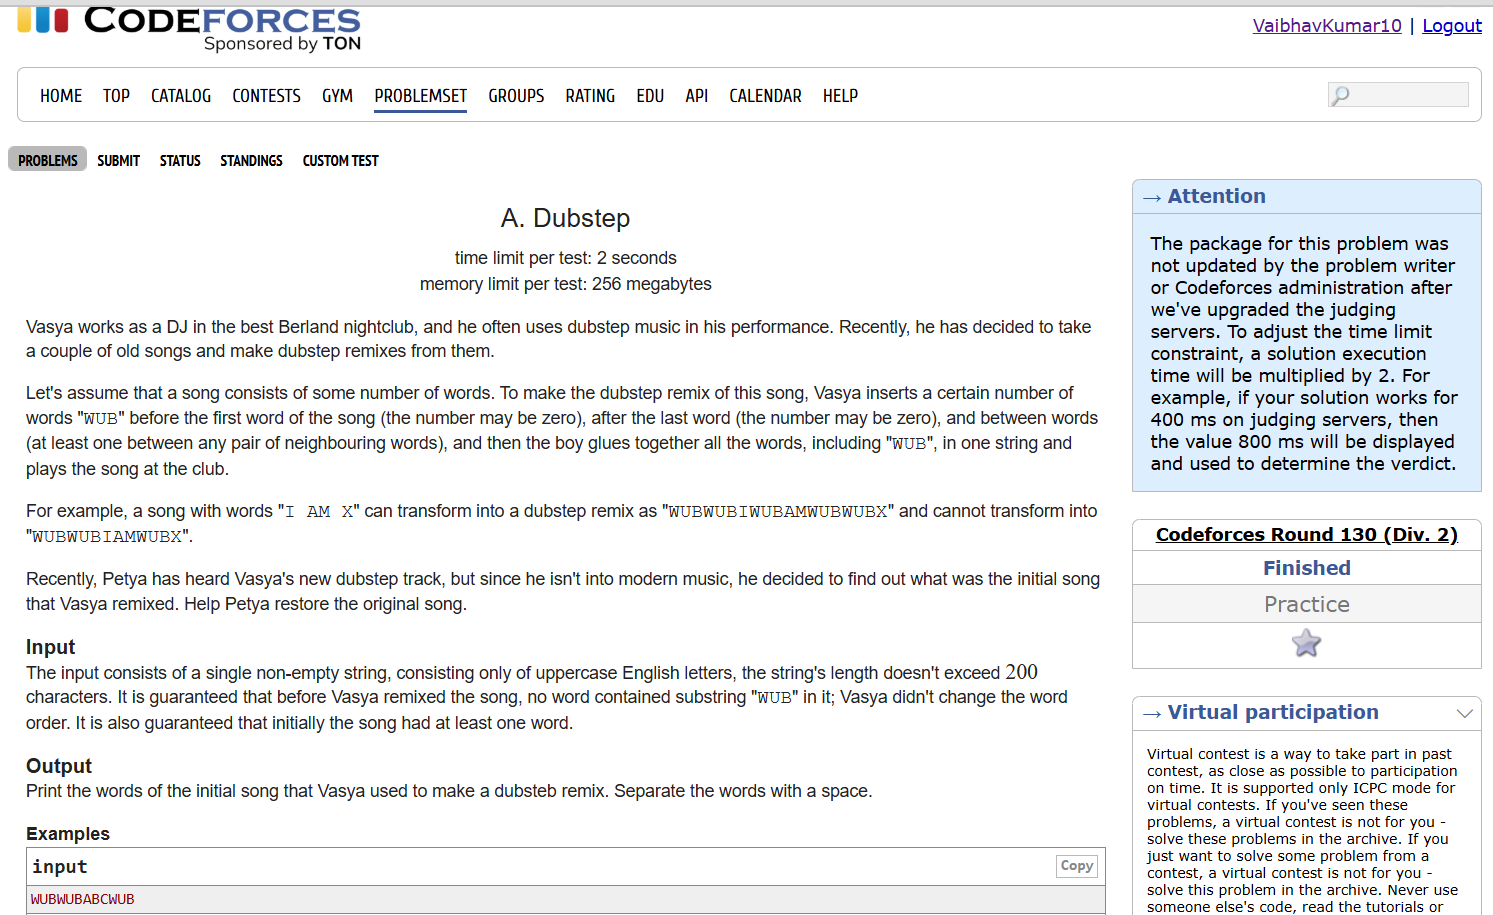 CODEFORCES
Sponsored by TON
VaibhavKumar10 | Logout
HOME TOP CATALOG CONTESTS GYM PROBLEMSET GROUPS RATING EDU API CALENDAR HELP
PROBLEMS SUBMIT STATUS STANDINGS CUSTOM TEST
A. Dubstep
time limit per test: 2 seconds
memory limit per test: 256 megabytes
Vasya works as a DJ in the best Berland nightclub, and he often uses dubstep music in his performance. Recently, he has decided to take
a couple of old songs and make dubstep remixes from them.
Let's assume that a song consists of some number of words. To make the dubstep remix of this song, Vasya inserts a certain number of
words "WUB" before the first word of the song (the number may be zero), after the last word (the number may be zero), and between words
(at least one between any pair of neighbouring words), and then the boy glues together all the words, including "WUB", in one string and
plays the song at the club.
For example, a song with words "I AM X" can transform into a dubstep remix as "WUBWUBIWUBAMWUBWUBX" and cannot transform into
"WUBWUBIAMWUBX".
Recently, Petya has heard Vasya's new dubstep track, but since he isn't into modern music, he decided to find out what was the initial song
that Vasya remixed. Help Petya restore the original song.
Input
The input consists of a single non-empty string, consisting only of uppercase English letters, the string's length doesn't exceed 200
characters. It is guaranteed that before Vasya remixed the song, no word contained substring "WUB" in it; Vasya didn't change the word
order. It is also guaranteed that initially the song had at least one word.
Output
Print the words of the initial song that Vasya used to make a dubsteb remix. Separate the words with a space.
Examples
input
Copy
WUBWUBABCWUB
→ Attention
The package for this problem was
not updated by the problem writer
or Codeforces administration after
we've upgraded the judging
servers. To adjust the time limit
constraint, a solution execution
time will be multiplied by 2. For
example, if your solution works for
400 ms on judging servers, then
the value 800 ms will be displayed
and used to determine the verdict.
Codeforces Round 130 (Div. 2)
Finished
Practice
→ Virtual participation
Virtual contest is a way to take part in past
contest, as close as possible to participation
on time. It is supported only ICPC mode for
virtual contests. If you've seen these
problems, a virtual contest is not for you -
solve these problems in the archive. If you
just want to solve some problem from a
contest, a virtual contest is not for you -
solve this problem in the archive. Never use
someone else's code, read the tutorials or